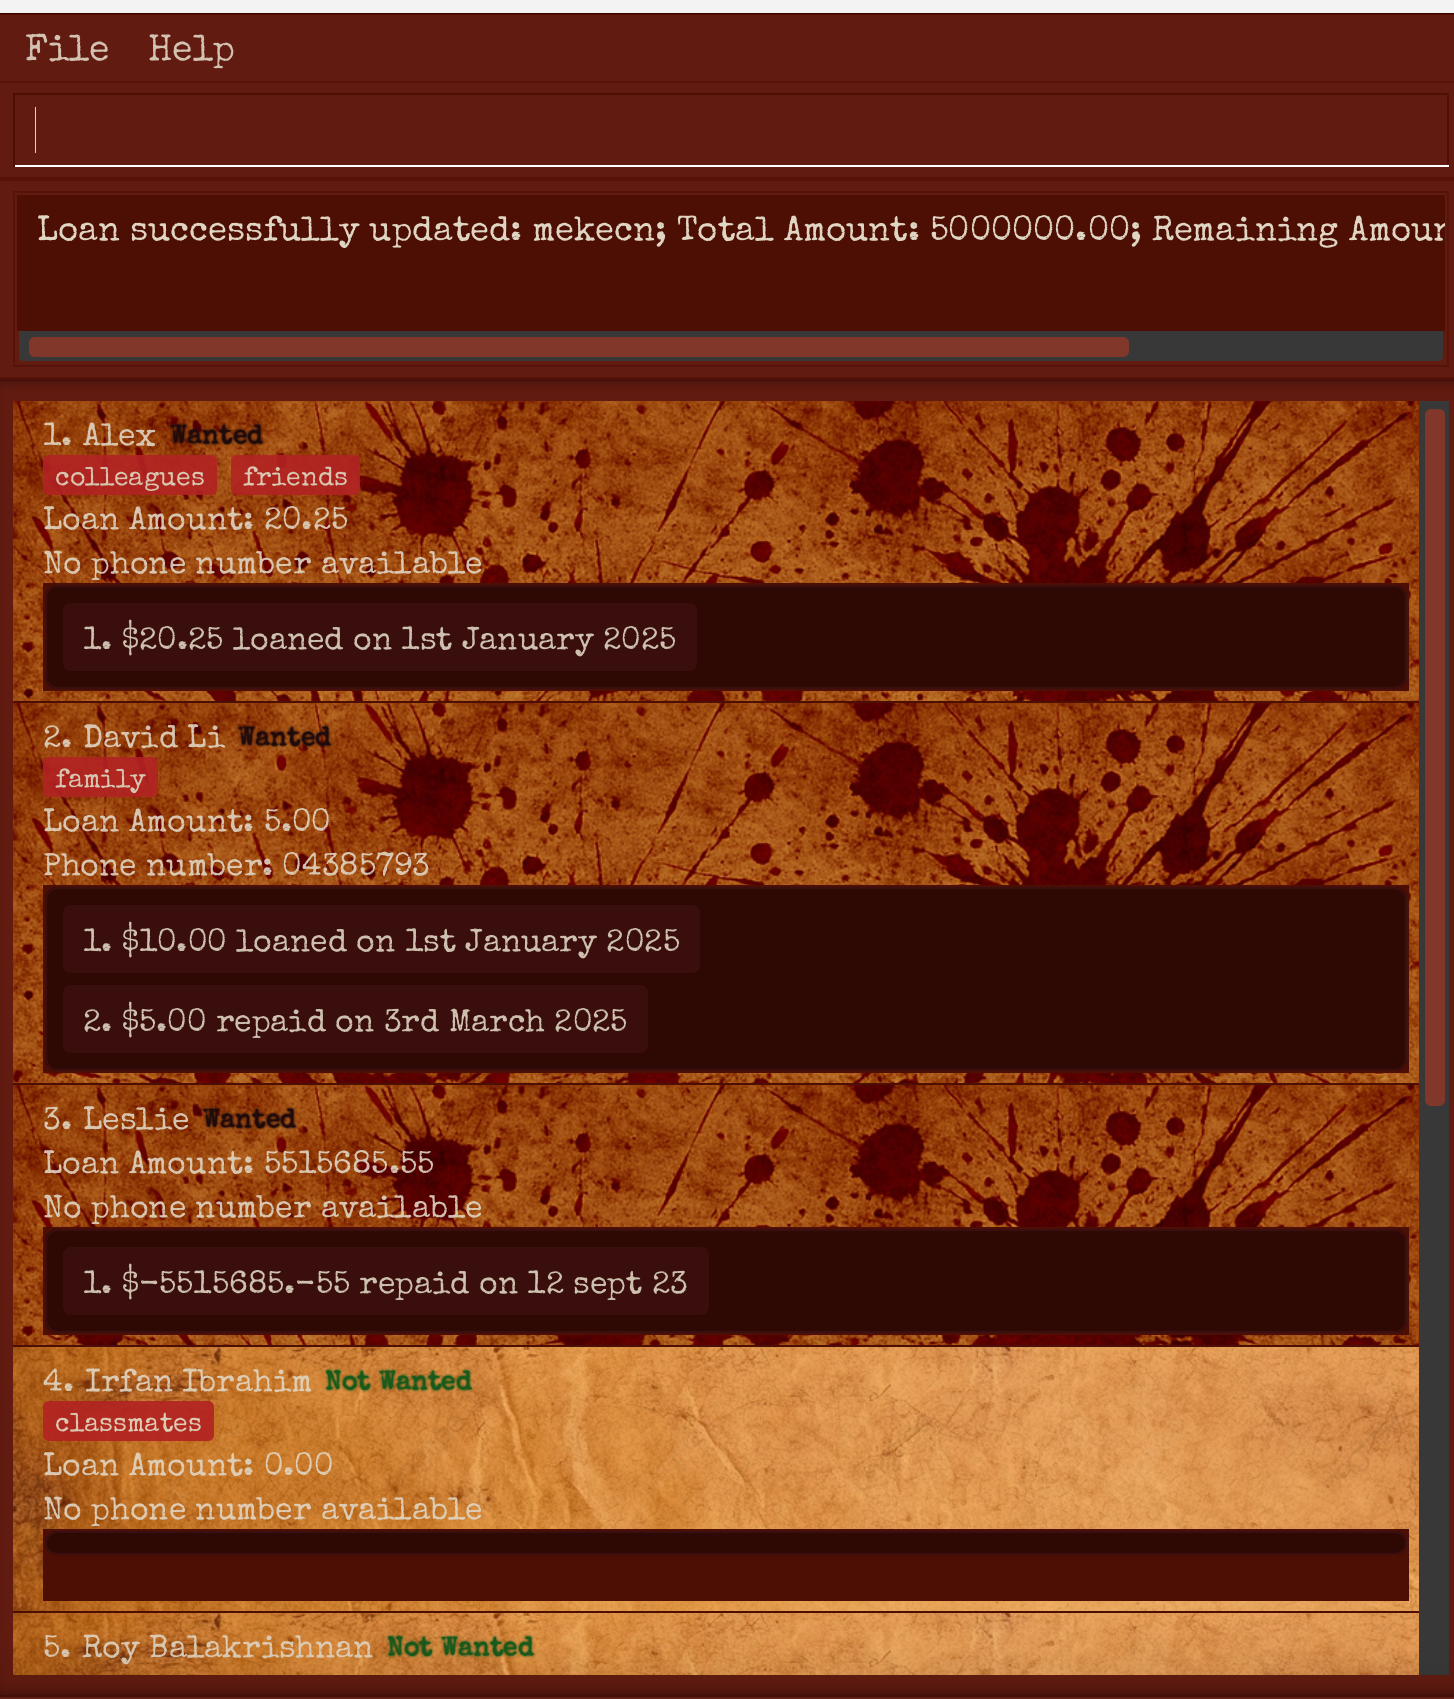 File Help
Loan successfully updated: mekecn; Total Amount: 5000000.00; Remaining Amour
1. Alex Wanted
colleagues friends
Loan Amount: 20.25
No phone number available
1. $20.25 loaned on 1st January 2025
2. David Li Wanted
family
Loan Amount: 5.00
Phone number: 04385793
1. $10.00 loaned on 1st January 2025
2. $5.00 repaid on 3rd March 2025
3. Leslie Wanted
Loan Amount: 5515685.55
No phone number available
1. $-5515685.-55 repaid on 12 sept 23
4. Irfan Ibrahim Not Wanted
classmates
Loan Amount: 0.00
No phone number available
5. Roy Balakrishnan Not Wanted